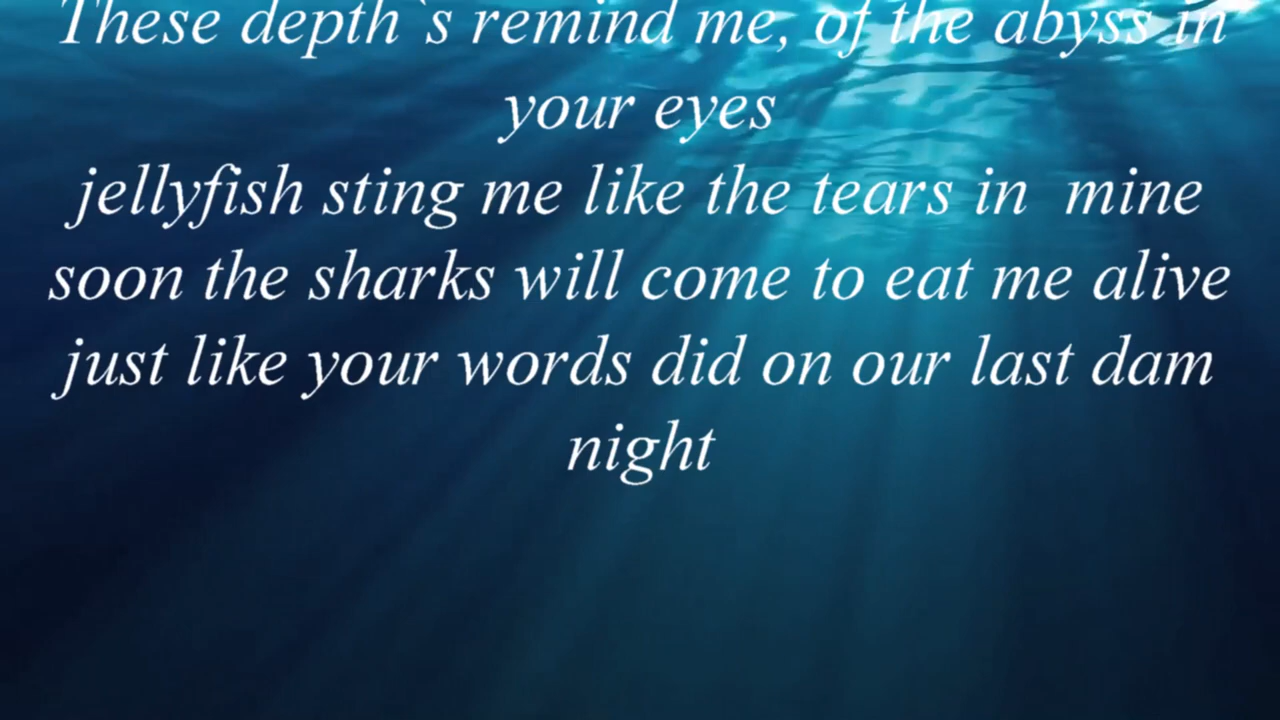 These depth`s remind me, of the abyss in
your eyes
jellyfish sting me like the tears in  mine
soon the sharks will come to eat me alive
just like your words did on our last dam
night